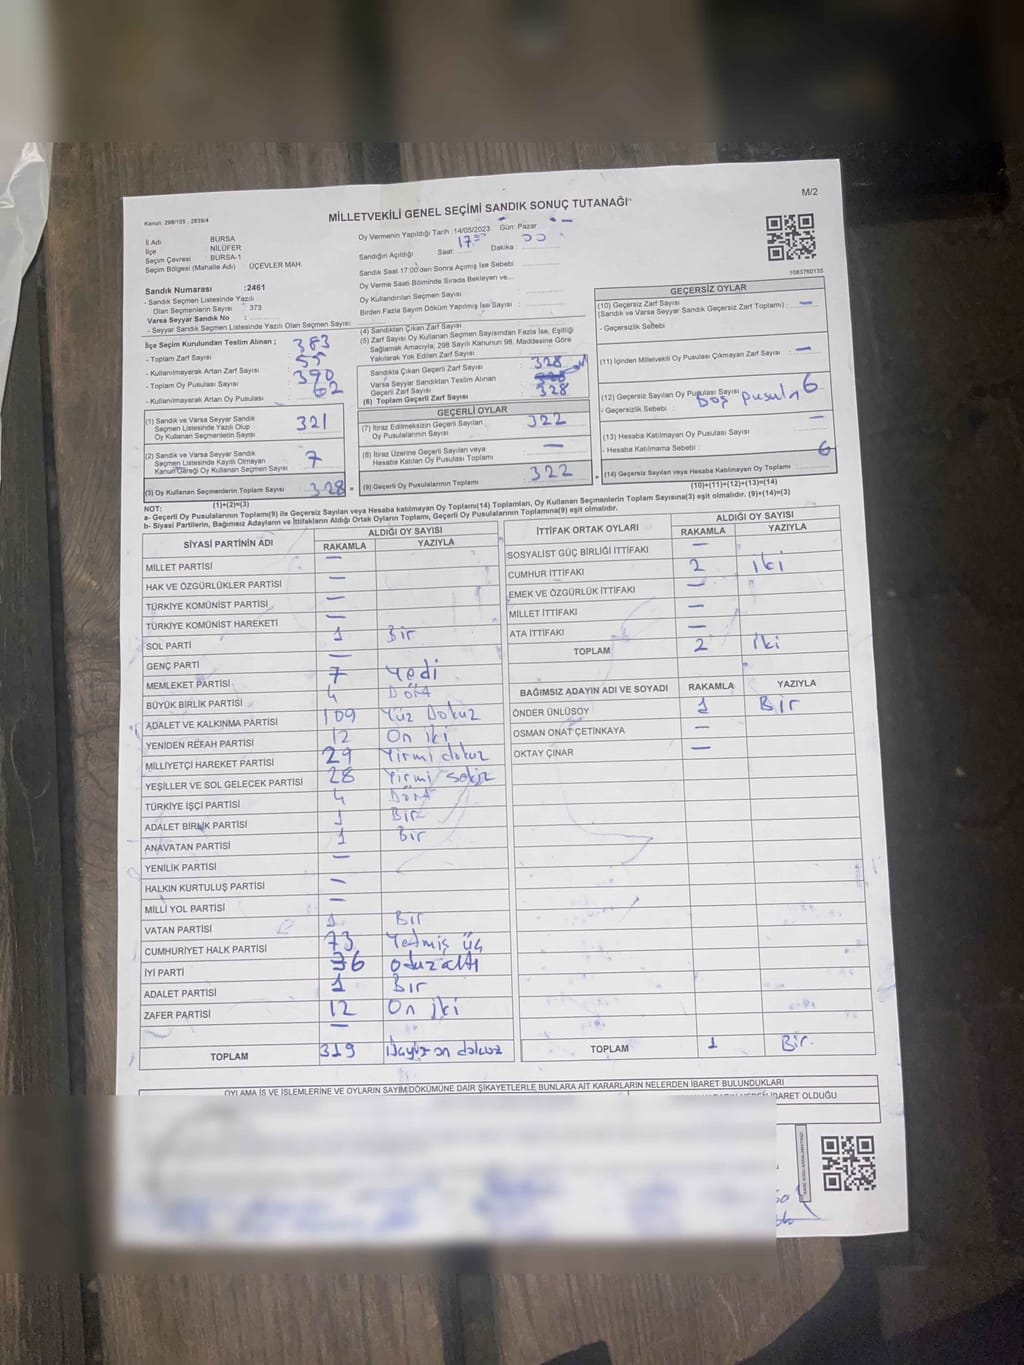 M/2
Kanun: 298/105 , 2839/4
MİLLETVEKİLİ GENEL SEÇİMİ SANDIK SONUÇ TUTANAĞI
İl Adı BURSA
İlçe NİLÜFER
Seçim Çevresi : BURSA-1
Seçim Bölgesi (Mahalle Adı) : ÜÇEVLER MAH.
Sandık Numarası :2461
- Sandık Seçmen Listesinde Yazılı
Olan Seçmenlerin Sayısı : 373
Varsa Seyyar Sandık No :
- Seyyar Sandık Seçmen Listesinde Yazılı Olan Seçmen Sayısı:
İlçe Seçim Kurulundan Teslim Alınan ;
- Toplam Zarf Sayısı : 383
- Kullanılmayarak Artan Zarf Sayısı : 55
- Toplam Oy Pusulası Sayısı : 390
- Kullanılmayarak Artan Oy Pusulası : 62
(1) Sandık ve Varsa Seyyar Sandık
Seçmen Listesinde Yazılı Olup
Oy Kullanan Seçmenlerin Sayısı 321
(2) Sandık ve Varsa Seyyar Sandık
Seçmen Listesinde Kayıtlı Olmayan
Kanun Gereği Oy Kullanan Seçmen Sayısı 7
(3) Oy Kullanan Seçmenlerin Toplam Sayısı : 328
(1)+(2)=(3)
Oy Vermenin Yapıldığı Tarih : 14/05/2023 Gün: Pazar
Sandığın Açıldığı Saat: 17 Dakika : 00
Sandık Saat 17:00'den Sonra Açılmış İse Sebebi :
Oy Verme Saati Bitiminde Sırada Bekleyen ve
Oy Kullandırılan Seçmen Sayısı :
Birden Fazla Sayım Döküm Yapılmış İse Sayısı :
(4) Sandıktan Çıkan Zarf Sayısı
(5) Zarf Sayısı Oy Kullanan Seçmen Sayısından Fazla İse, Eşitliği
Sağlamak Amacıyla; 298 Sayılı Kanunun 98. Maddesine Göre
Yakılarak Yok Edilen Zarf Sayısı
Sandıkta Çıkan Geçerli Zarf Sayısı : 328
Varsa Seyyar Sandıktan Teslim Alınan
Geçerli Zarf Sayısı
(6) Toplam Geçerli Zarf Sayısı : 328
GEÇERLİ OYLAR
(7) İtiraz Edilmeksizin Geçerli Sayılan
Oy Pusulalarının Sayısı : 322
(8) İtiraz Üzerine Geçerli Sayılan veya
Hesaba Katılan Oy Pusulası Toplamı : —
(9) Geçerli Oy Pusulalarının Toplamı : 322
1083760135
GEÇERSİZ OYLAR
(10) Geçersiz Zarf Sayısı
(Sandık ve Varsa Seyyar Sandık Geçersiz Zarf Toplamı) : —
- Geçersizlik Sebebi :
(11) İçinden Milletvekili Oy Pusulası Çıkmayan Zarf Sayısı : —
(12) Geçersiz Sayılan Oy Pusulası Sayısı 6
- Geçersizlik Sebebi : Boş pusula
(13) Hesaba Katılmayan Oy Pusulası Sayısı : —
- Hesaba Katılmama Sebebi :
(14) Geçersiz Sayılan veya Hesaba Katılmayan Oy Toplamı : 6
(10)+(11)+(12)+(13)=(14)
NOT:
a- Geçerli Oy Pusulalarının Toplamı(9) ile Geçersiz Sayılan veya Hesaba katılmayan Oy Toplamı(14) Toplamları, Oy Kullanan Seçmenlerin Toplam Sayısına(3) eşit olmalıdır. (9)+(14)=(3)
b- Siyasi Partilerin, Bağımsız Adayların ve İttifakların Aldığı Ortak Oyların Toplamı, Geçerli Oy Pusulalarının Toplamına(9) eşit olmalıdır.
SİYASİ PARTİNİN ADI ALDIĞI OY SAYISI
RAKAMLA YAZIYLA
MİLLET PARTİSİ —
HAK VE ÖZGÜRLÜKLER PARTİSİ —
TÜRKİYE KOMÜNİST PARTİSİ —
TÜRKİYE KOMÜNİST HAREKETİ —
SOL PARTİ 1 Bir
GENÇ PARTİ —
MEMLEKET PARTİSİ 7 Yedi
BÜYÜK BİRLİK PARTİSİ 4 Dört
ADALET VE KALKINMA PARTİSİ 109 Yüz Dokuz
YENİDEN REFAH PARTİSİ 12 On iki
MİLLİYETÇİ HAREKET PARTİSİ 29 Yirmi dokuz
YEŞİLLER VE SOL GELECEK PARTİSİ 28 Yirmi sekiz
TÜRKİYE İŞÇİ PARTİSİ 4 Dört
ADALET BİRLİK PARTİSİ 1 Bir
ANAVATAN PARTİSİ 1 Bir
YENİLİK PARTİSİ —
HALKIN KURTULUŞ PARTİSİ —
MİLLİ YOL PARTİSİ —
VATAN PARTİSİ 1 Bir
CUMHURİYET HALK PARTİSİ 73 Yetmiş üç
İYİ PARTİ 36 Otuz altı
ADALET PARTİSİ 1 Bir
ZAFER PARTİSİ 12 On iki
—
TOPLAM 319 üçyüz on dokuz
İTTİFAK ORTAK OYLARI ALDIĞI OY SAYISI
RAKAMLA YAZIYLA
SOSYALİST GÜÇ BİRLİĞİ İTTİFAKI —
CUMHUR İTTİFAKI 2 iki
EMEK VE ÖZGÜRLÜK İTTİFAKI —
MİLLET İTTİFAKI —
ATA İTTİFAKI —
TOPLAM 2 iki
BAĞIMSIZ ADAYIN ADI VE SOYADI RAKAMLA YAZIYLA
ÖNDER ÜNLÜSOY 1 Bir
OSMAN ONAT ÇETİNKAYA —
OKTAY ÇINAR —
TOPLAM 1 Bir.
OYLAMA İŞ VE İŞLEMLERİNE VE OYLARIN SAYIM DÖKÜMÜNE DAİR ŞİKAYETLERLE BUNLARA AİT KARARLARIN NELERDEN İBARET BULUNDUKLARI
İBARET OLDUĞU